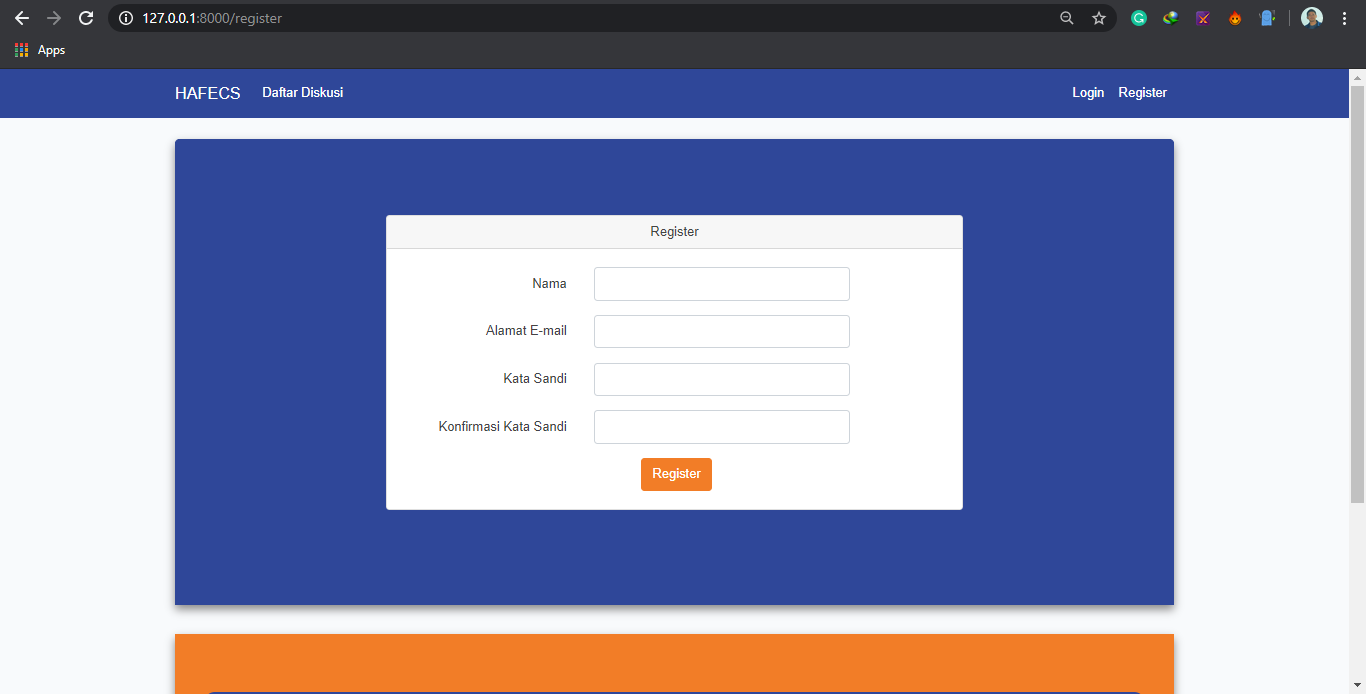 127.0.0.1:8000/register
Apps
HAFECS Daftar Diskusi Login Register
Register
Nama
Alamat E-mail
Kata Sandi
Konfirmasi Kata Sandi
Register